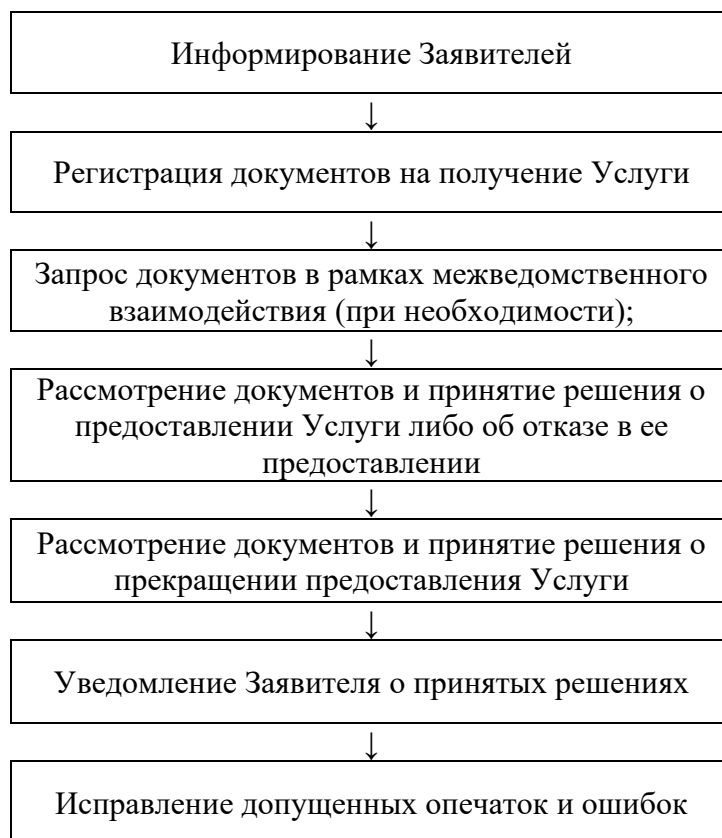 Информирование Заявителей
↓
Регистрация документов на получение Услуги
↓
Запрос документов в рамках межведомственного
взаимодействия (при необходимости);
↓
Рассмотрение документов и принятие решения о
предоставлении Услуги либо об отказе в ее
предоставлении
↓
Рассмотрение документов и принятие решения о
прекращении предоставления Услуги
↓
Уведомление Заявителя о принятых решениях
↓
Исправление допущенных опечаток и ошибок